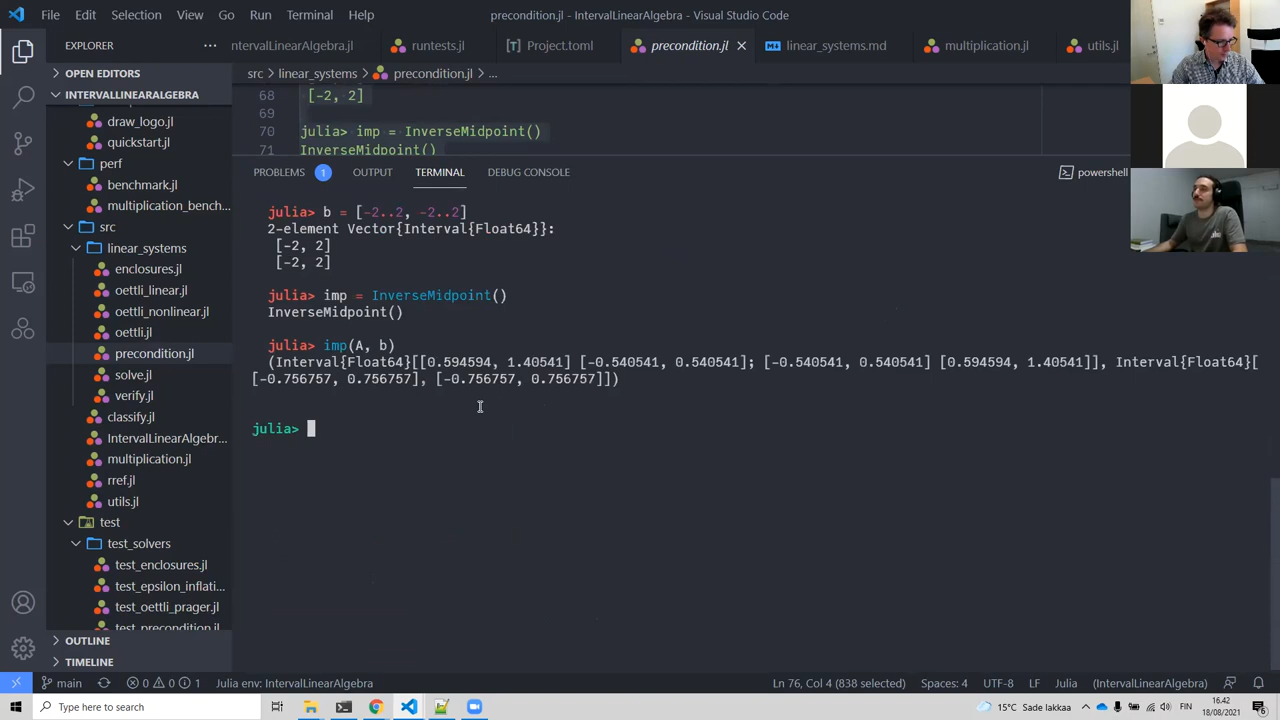 File Edit Selection View Go Run Terminal Help precondition.jl - IntervalLinearAlgebra - Visual Studio Code
EXPLORER
IntervalLinearAlgebra.jl runtests.jl Project.toml precondition.jl linear_systems.md multiplication.jl utils.jl
OPEN EDITORS
INTERVALLINEARALGEBRA
draw_logo.jl
quickstart.jl
perf
benchmark.jl
multiplication_bench...
src
linear_systems
enclosures.jl
oettli_linear.jl
oettli_nonlinear.jl
oettli.jl
precondition.jl
solve.jl
verify.jl
classify.jl
IntervalLinearAlgebr...
multiplication.jl
rref.jl
utils.jl
test
test_solvers
test_enclosures.jl
test_epsilon_inflati...
test_oettli_prager.jl
test_precondition.jl
OUTLINE
TIMELINE
src > linear_systems > precondition.jl > ...
68 [-2, 2]
69
70 julia> imp = InverseMidpoint()
71 InverseMidpoint()
PROBLEMS 1 OUTPUT TERMINAL DEBUG CONSOLE powershell
julia> b = [-2..2, -2..2]
2-element Vector{Interval{Float64}}:
[-2, 2]
[-2, 2]
julia> imp = InverseMidpoint()
InverseMidpoint()
julia> imp(A, b)
(Interval{Float64}[[0.594594, 1.40541] [-0.540541, 0.540541]; [-0.540541, 0.540541] [0.594594, 1.40541]], Interval{Float64}[
[-0.756757, 0.756757], [-0.756757, 0.756757]])
julia>
main 0 0 1 Julia env: IntervalLinearAlgebra Ln 76, Col 4 (838 selected) Spaces: 4 UTF-8 LF Julia (IntervalLinearAlgebra)
Type here to search 15°C Sade lakkaa FIN 16.42
18/08/2021 6